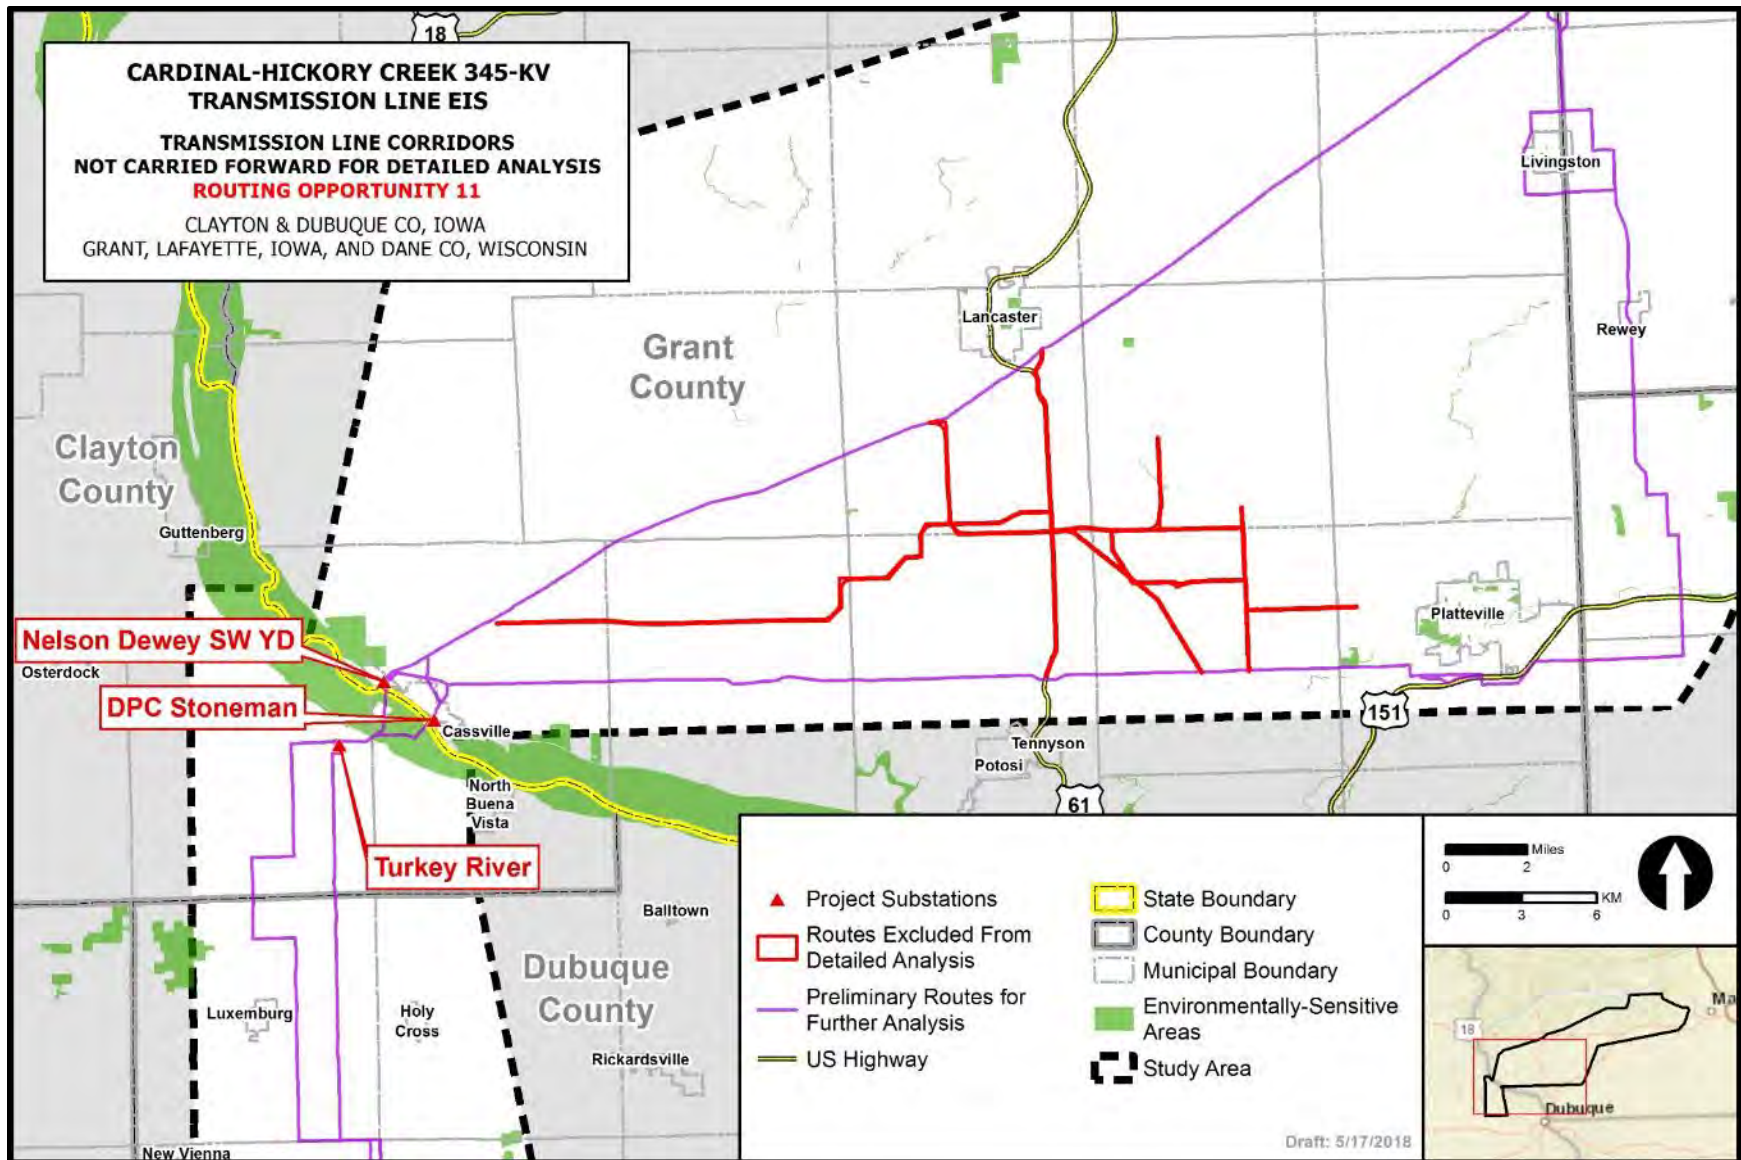 18
CARDINAL-HICKORY CREEK 345-KV
TRANSMISSION LINE EIS
TRANSMISSION LINE CORRIDORS
NOT CARRIED FORWARD FOR DETAILED ANALYSIS
ROUTING OPPORTUNITY 11
CLAYTON & DUBUQUE CO, IOWA
GRANT, LAFAYETTE, IOWA, AND DANE CO, WISCONSIN
Livingston
Lancaster
Rewey
Grant
County
Clayton
County
Guttenberg
Platteville
Nelson Dewey SW YD
Osterdock
DPC Stoneman
Cassville
151
Tennyson
Potosi
North
Buena
Vista
61
Turkey River
Balltown
Dubuque
County
Luxemburg
Holy
Cross
Rickardsville
New Vienna
Project Substations
Routes Excluded From
Detailed Analysis
Preliminary Routes for
Further Analysis
US Highway
State Boundary
County Boundary
Municipal Boundary
Environmentally-Sensitive
Areas
Study Area
Draft: 5/17/2018
Miles
0 2
KM
0 3 6
Ma
18
Dubuque